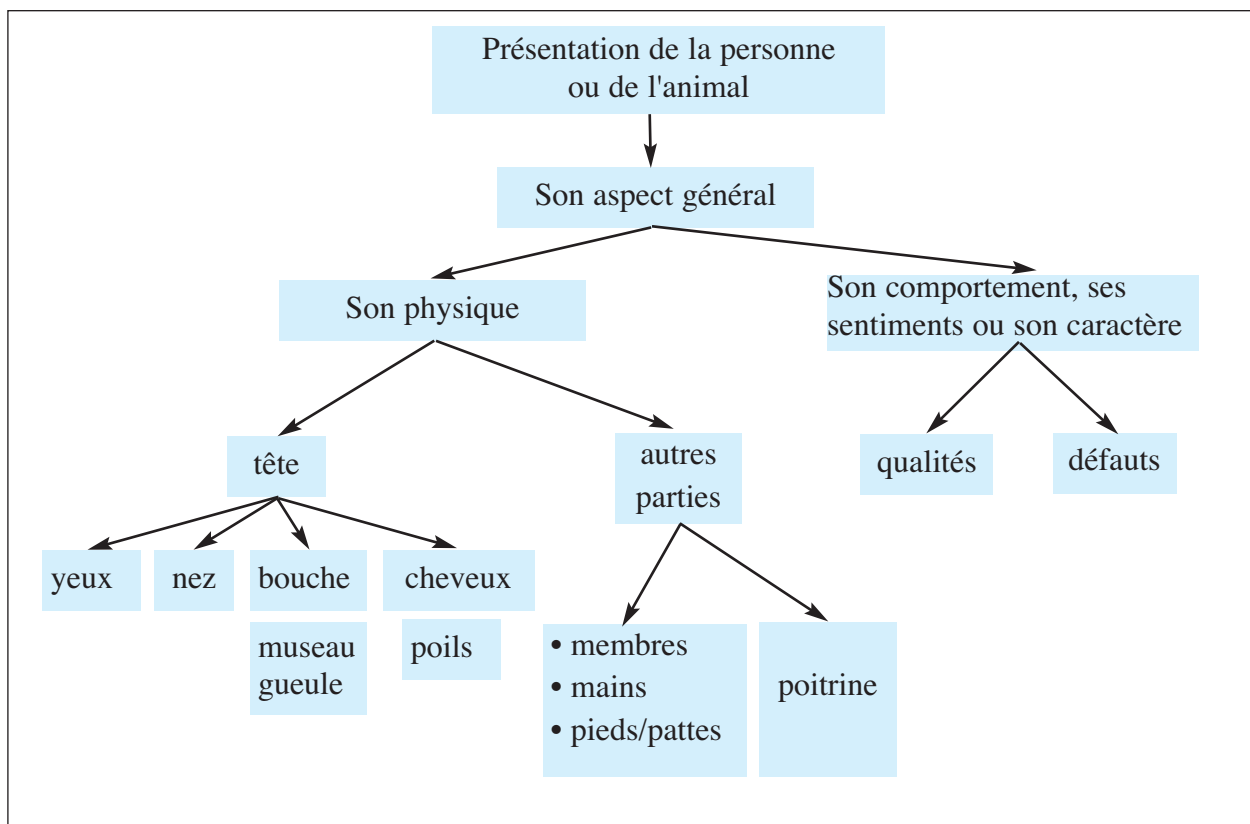 Présentation de la personne
ou de l'animal
Son aspect général
Son physique
Son comportement, ses
sentiments ou son caractère
tête
autres
parties
qualités
défauts
yeux
nez
bouche
cheveux
museau
gueule
poils
• membres
• mains
• pieds/pattes
poitrine